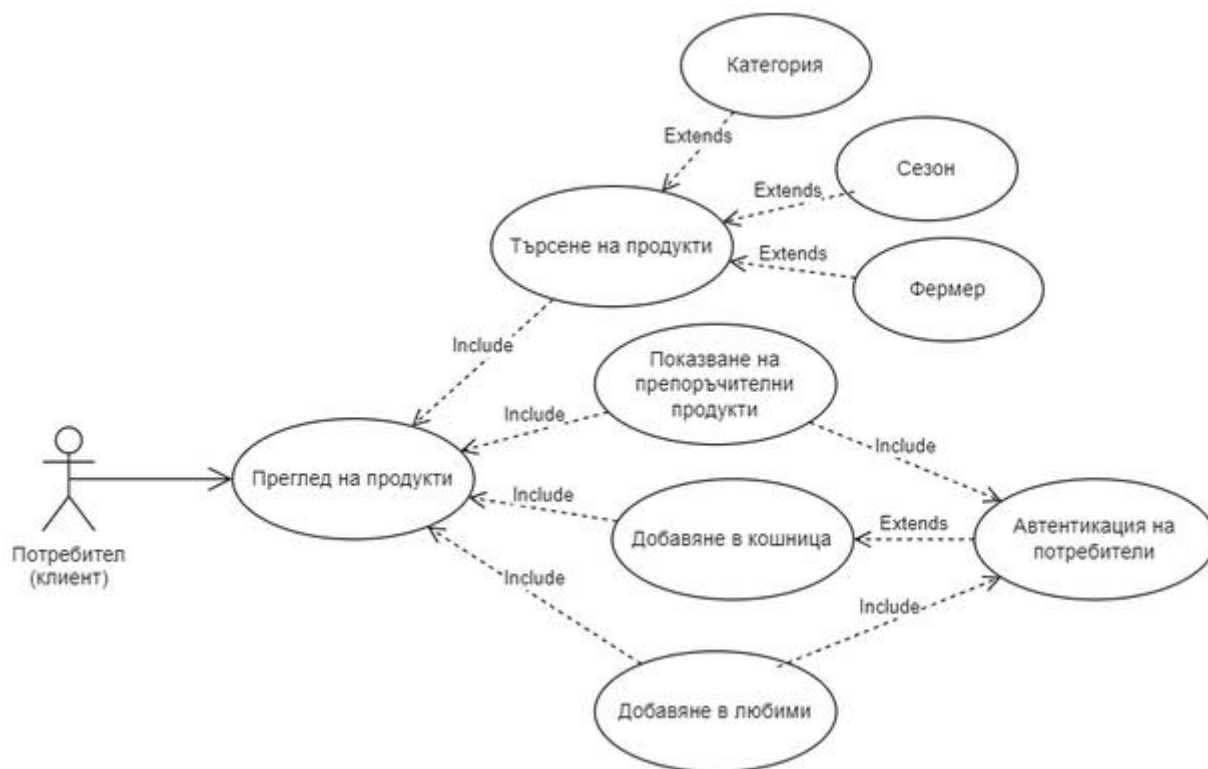 Категория
Extends
Сезон
Extends
Търсене на продукти
Extends
Фермер
Include
Показване на
препоръчителни
продукти
Include
Include
Преглед на продукти
Include
Extends
Добавяне в кошница
Автентикация на
потребители
Потребител
(клиент)
Include
Include
Добавяне в любими